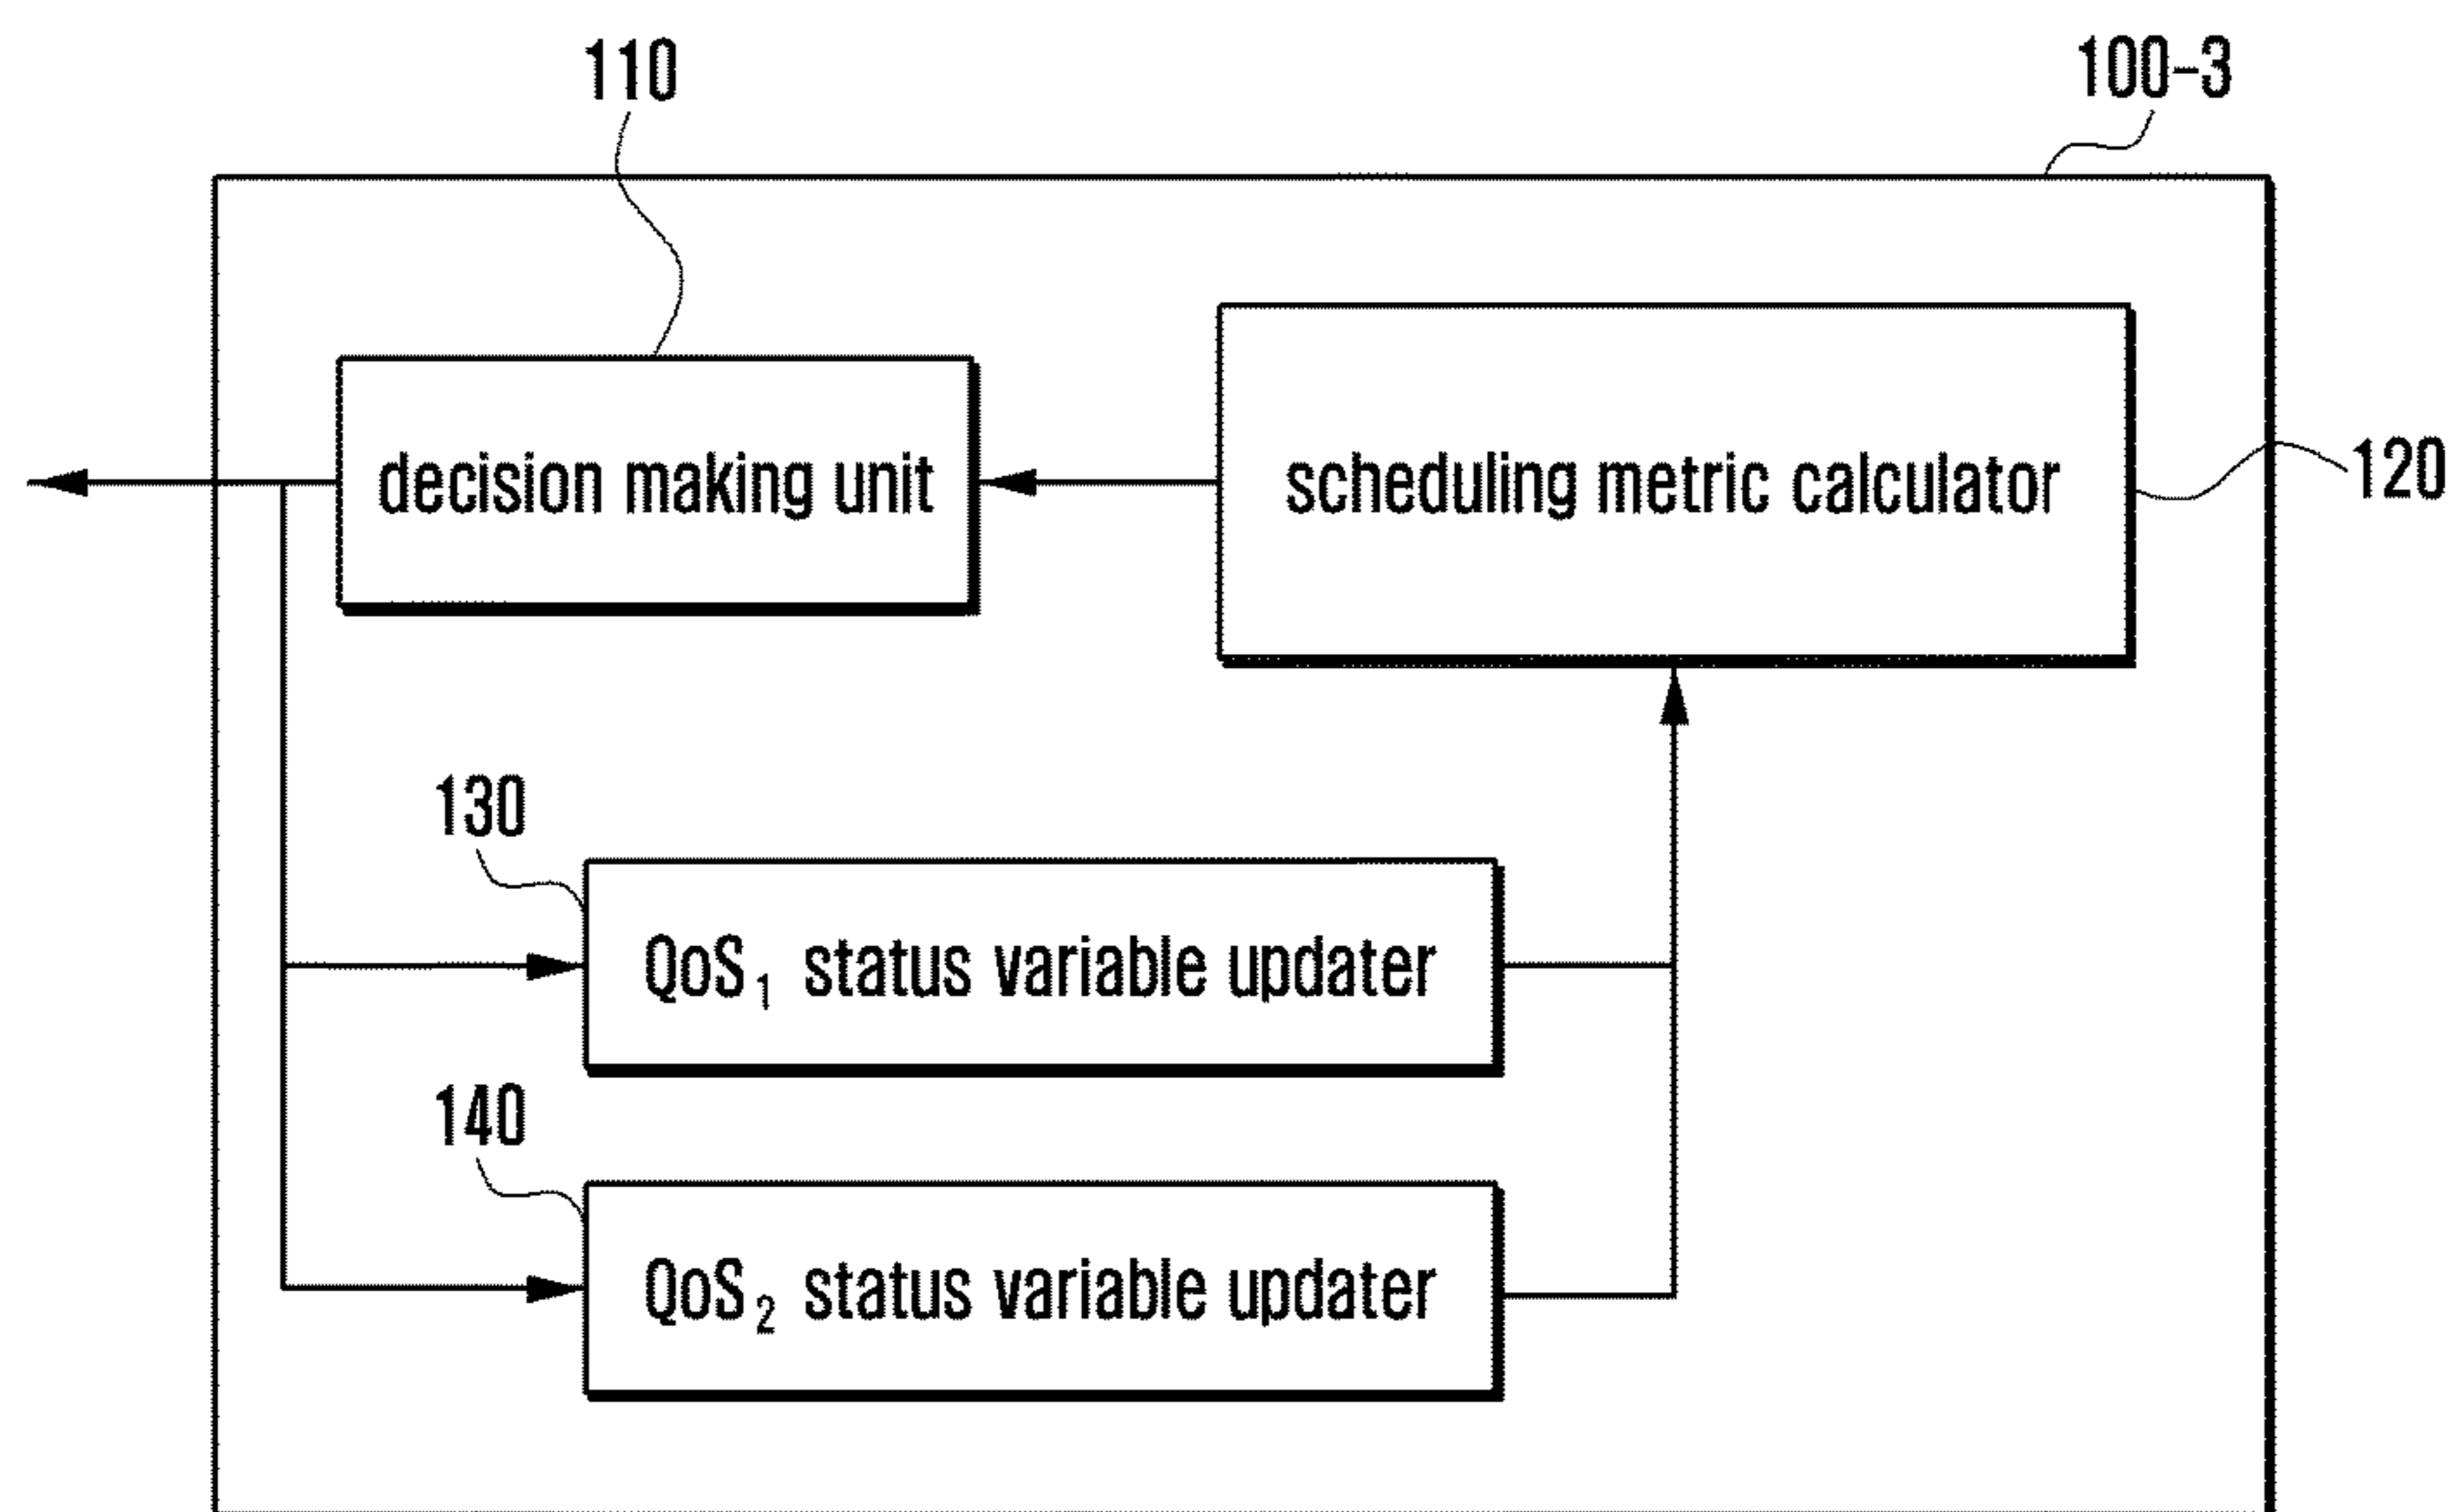 110
100-3
decision making unit
scheduling metric calculator
120
130
QoS₁ status variable updater
140
QoS₂ status variable updater